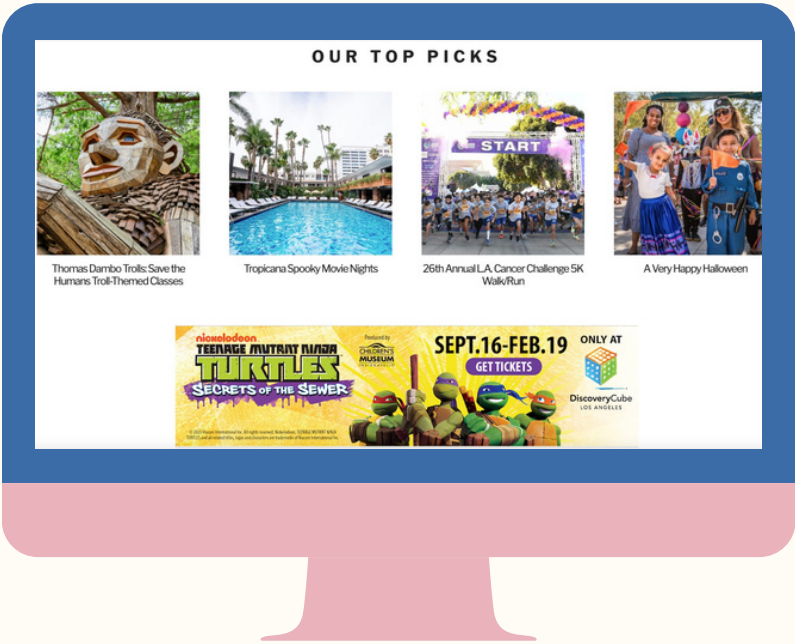 OUR TOP PICKS
START
Thomas Dambo Trolls: Save the
Humans Troll-Themed Classes
Tropicana Spooky Movie Nights
26th Annual L.A. Cancer Challenge 5K
Walk/Run
A Very Happy Halloween
nickelodeon
TEENAGE MUTANT NINJA
TURTLES
SECRETS OF THE SEWER
Produced by
CHILDREN'S
MUSEUM
SEPT.16-FEB.19
GET TICKETS
ONLY AT
DiscoveryCube
LOS ANGELES